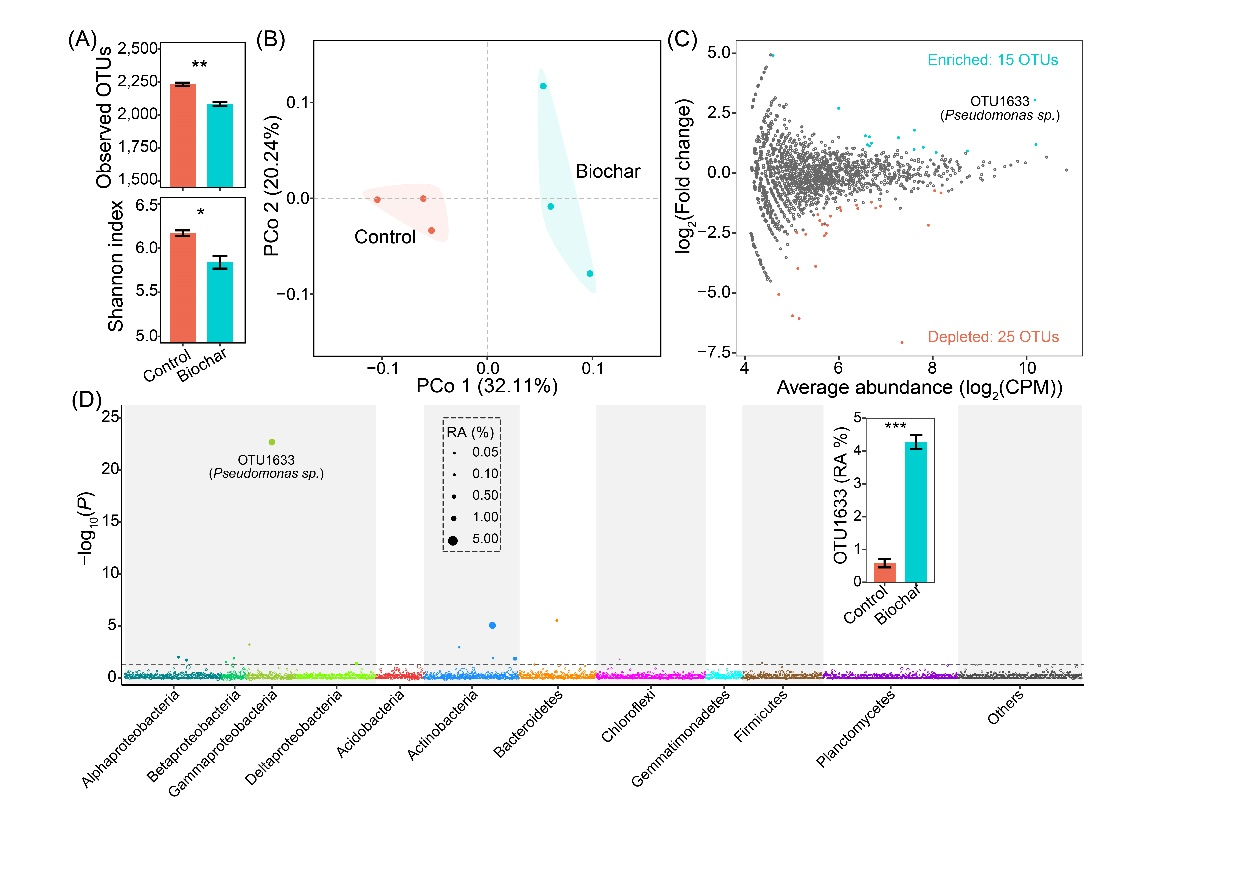 (A)
Observed OTUs
2,500
2,250
2,000
1,750
1,500
**
Shannon index
6.5
6.0
5.5
5.0
*
Control
Biochar
(B)
PCo 2 (20.24%)
0.1
0.0
−0.1
Biochar
Control
−0.1
0.0
0.1
PCo 1 (32.11%)
(C)
log2(Fold change)
5.0
2.5
0.0
−2.5
−5.0
−7.5
Enriched: 15 OTUs
OTU1633
(Pseudomonas sp.)
Depleted: 25 OTUs
4
6
8
10
Average abundance (log2(CPM))
(D)
−log10(P)
25
20
15
10
5
0
OTU1633
(Pseudomonas sp.)
RA (%)
0.05
0.10
0.50
1.00
5.00
OTU1633 (RA %)
5
4
3
2
1
0
***
Control
Biochar
Alphaproteobacteria
Betaproteobacteria
Gammaproteobacteria
Deltaproteobacteria
Acidobacteria
Actinobacteria
Bacteroidetes
Chloroflexi
Gemmatimonadetes
Firmicutes
Planctomycetes
Others